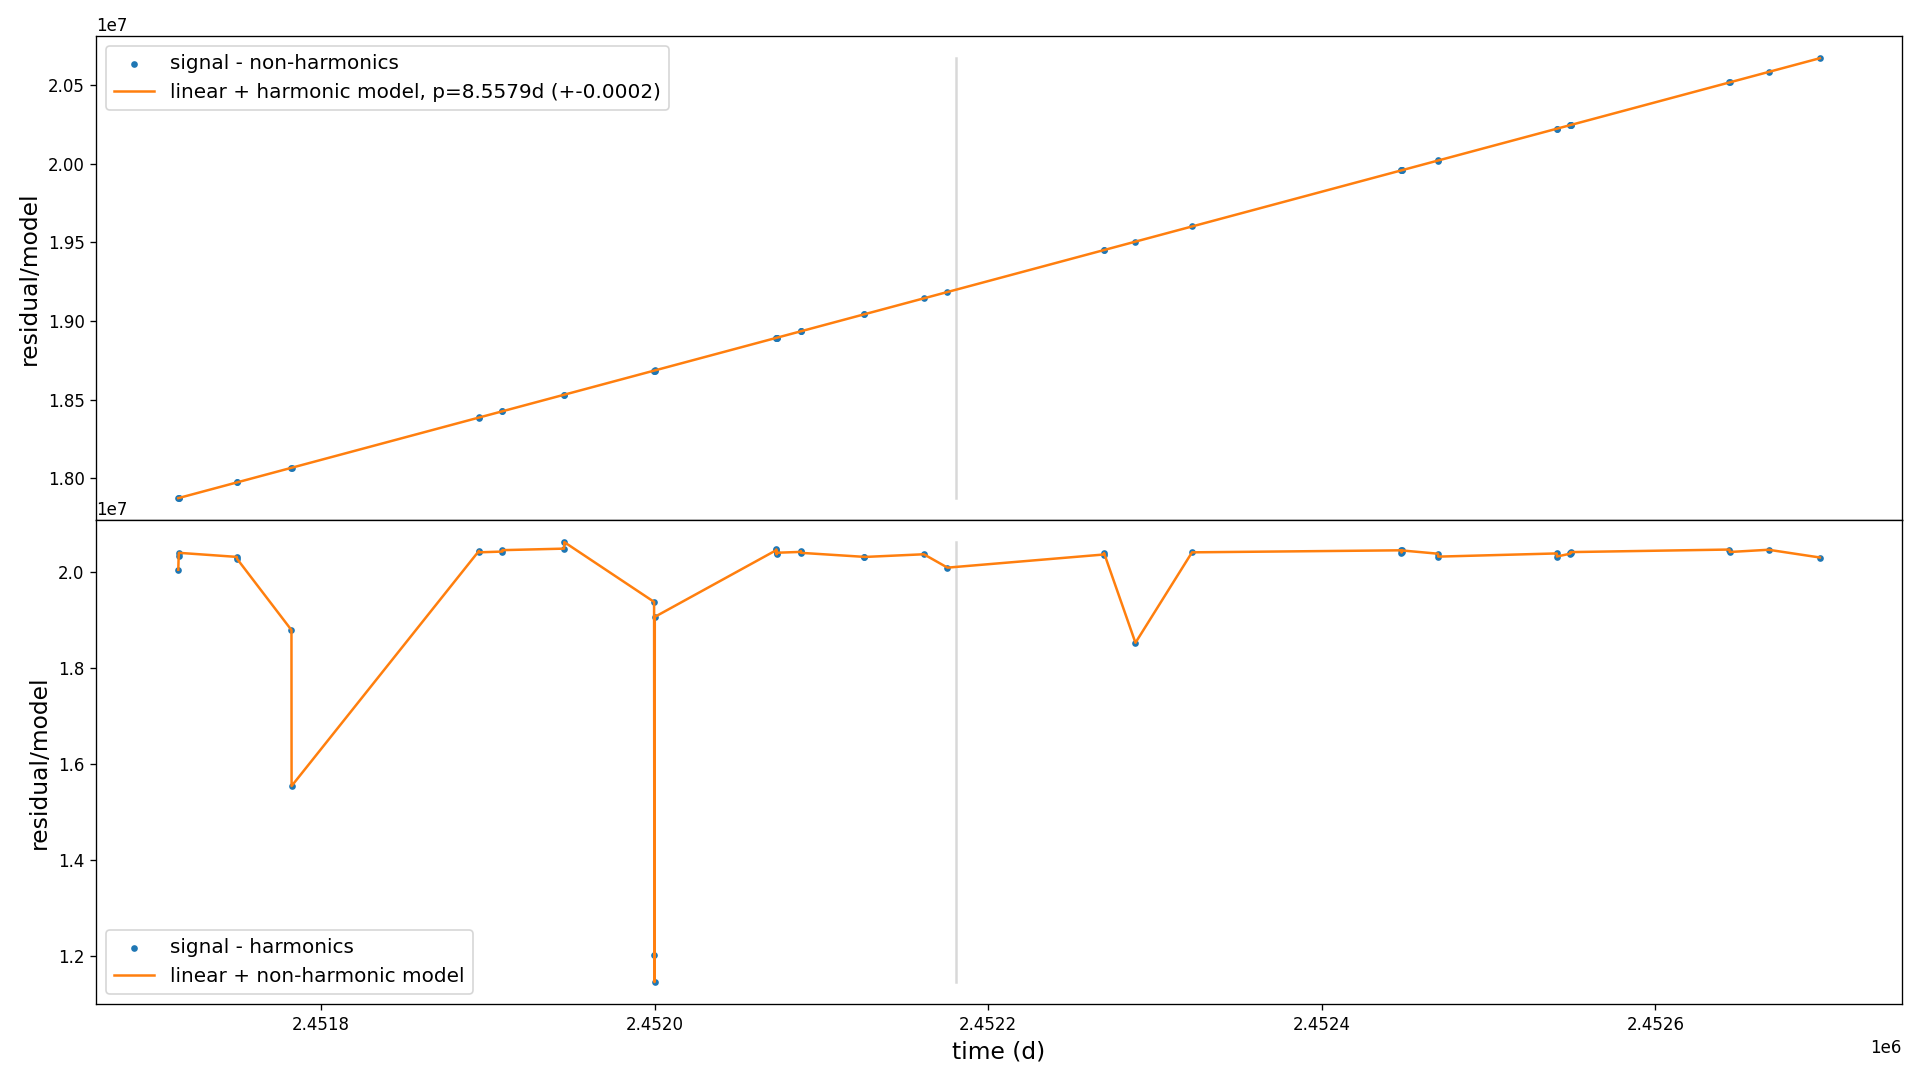 1e7
signal - non-harmonics
linear + harmonic model, p=8.5579d (+-0.0002)
2.05
2.00
1.95
1.90
1.85
1.80
residual/model
1e7
2.0
1.8
1.6
1.4
1.2
residual/model
signal - harmonics
linear + non-harmonic model
2.4518
2.4520
2.4522
2.4524
2.4526
1e6
time (d)